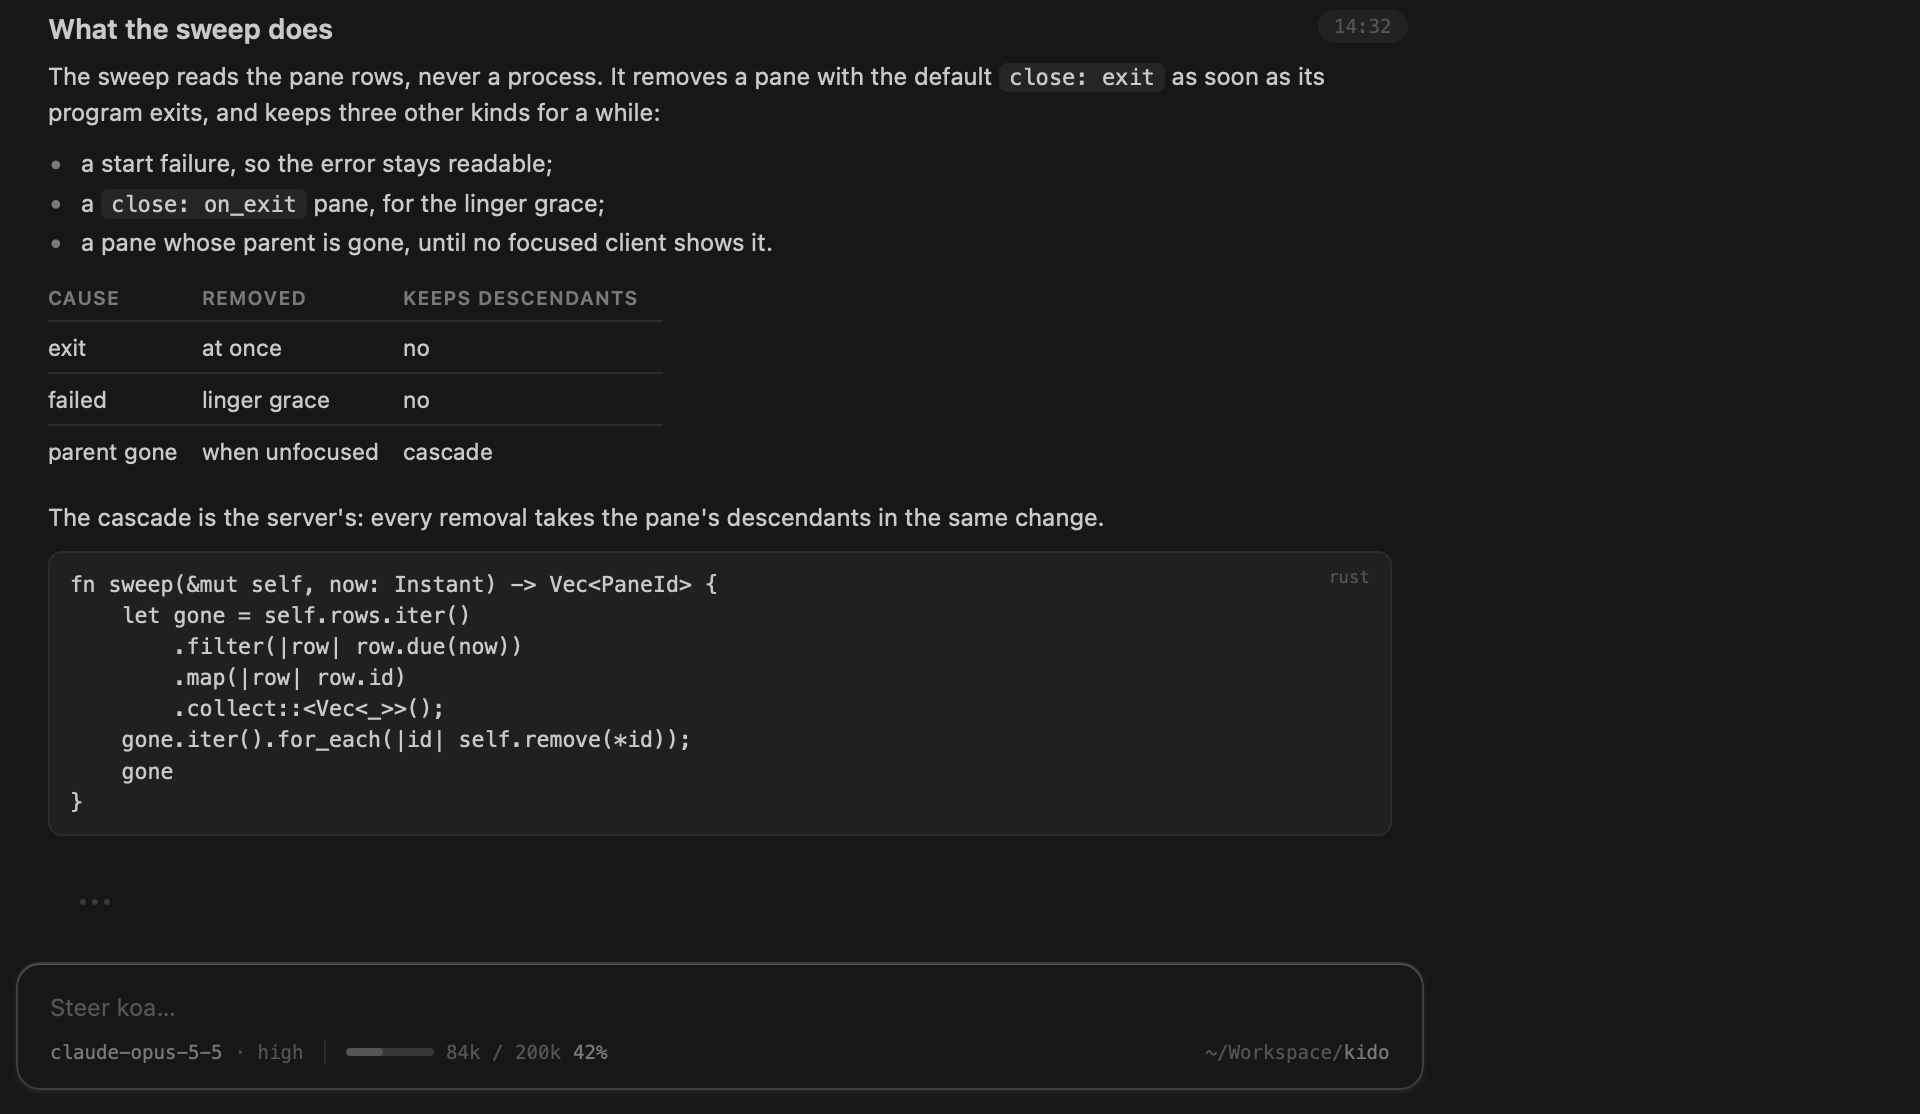 What the sweep does
14:32
The sweep reads the pane rows, never a process. It removes a pane with the default close: exit as soon as its
program exits, and keeps three other kinds for a while:
• a start failure, so the error stays readable;
• a close: on_exit pane, for the linger grace;
• a pane whose parent is gone, until no focused client shows it.
CAUSE REMOVED KEEPS DESCENDANTS
exit at once no
failed linger grace no
parent gone when unfocused cascade
The cascade is the server's: every removal takes the pane's descendants in the same change.
rust
fn sweep(&mut self, now: Instant) -> Vec<PaneId> {
    let gone = self.rows.iter()
        .filter(|row| row.due(now))
        .map(|row| row.id)
        .collect::<Vec<_>>();
    gone.iter().for_each(|id| self.remove(*id));
    gone
}
Steer koa...
claude-opus-5-5 · high 84k / 200k 42% ~/Workspace/kido